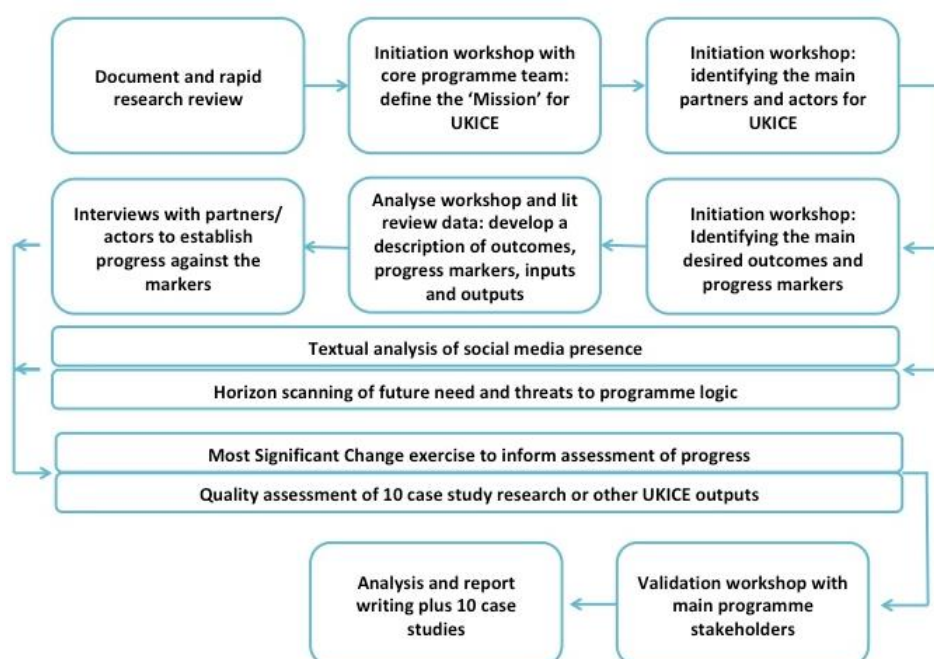 Document and rapid
research review
Initiation workshop with
core programme team:
define the ‘Mission’ for
UKICE
Initiation workshop:
identifying the main
partners and actors for
UKICE
Interviews with partners/
actors to establish
progress against the
markers
Analyse workshop and lit
review data: develop a
description of outcomes,
progress markers, inputs
and outputs
Initiation workshop:
Identifying the main
desired outcomes and
progress markers
Textual analysis of social media presence
Horizon scanning of future need and threats to programme logic
Most Significant Change exercise to inform assessment of progress
Quality assessment of 10 case study research or other UKICE outputs
Analysis and report
writing plus 10 case
studies
Validation workshop with
main programme
stakeholders